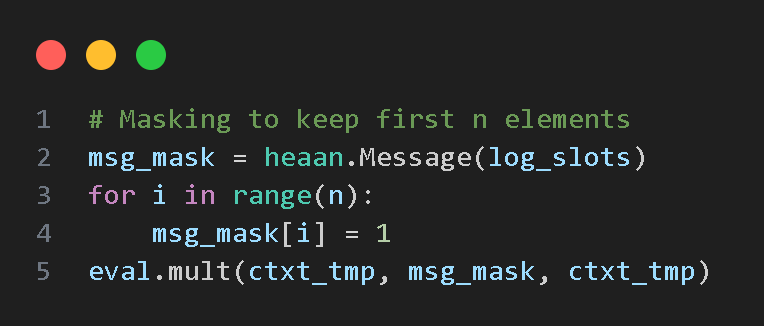 1 # Masking to keep first n elements
2 msg_mask = heaan.Message(log_slots)
3 for i in range(n):
4     msg_mask[i] = 1
5 eval.mult(ctxt_tmp, msg_mask, ctxt_tmp)